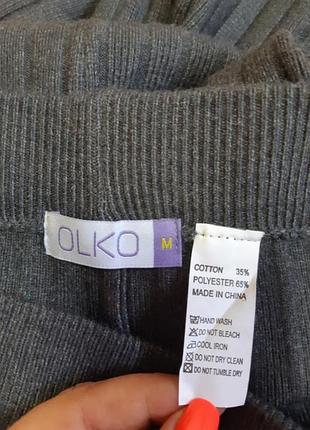 OLKO M
COTTON 35%
POLYESTER 65%
MADE IN CHINA
HAND WASH
DO NOT BLEACH
COOL IRON
DO NOT DRY CLEAN
DO NOT TUMBLE DRY